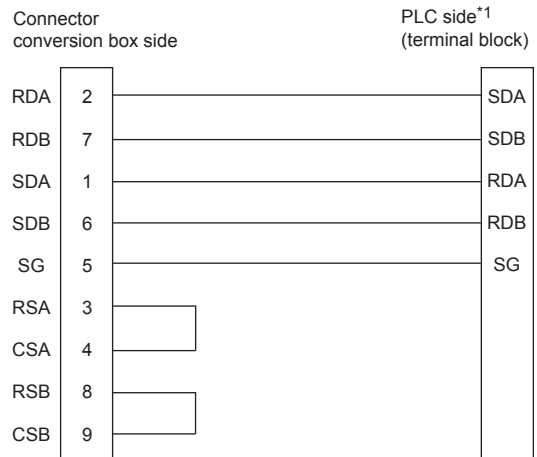 Connector
conversion box side
PLC side*1
(terminal block)
RDA 2 SDA
RDB 7 SDB
SDA 1 RDA
SDB 6 RDB
SG 5 SG
RSA 3
CSA 4
RSB 8
CSB 9